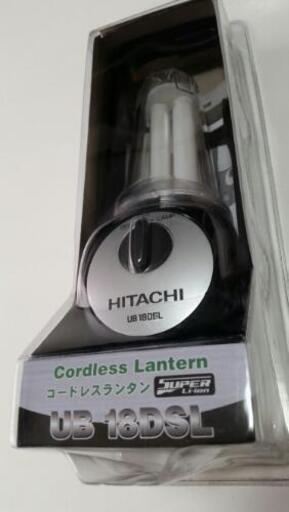 LAMP
HITACHI
UB 18DSL
Cordless Lantern
コードレスランタン SUPER Li-ion
UB 18DSL